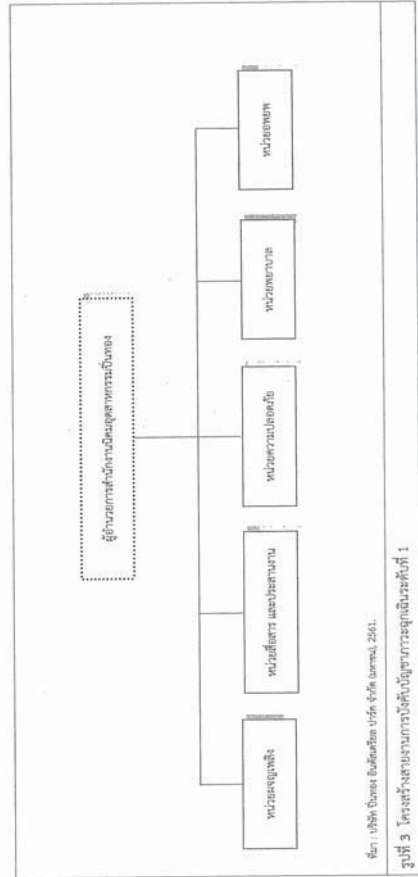 ผู้อำนวยการสำนักงานนิคมอุตสาหกรรมปิ่นทอง
หน่วยผจญเพลิง
หน่วยสื่อสาร และประสานงาน
หน่วยความปลอดภัย
หน่วยพยาบาล
หน่วยอพยพ
ที่มา : บริษัท ปิ่นทอง อินดัสเตรียล ปาร์ค จำกัด (มหาชน), 2561.
รูปที่ 3 โครงสร้างสายงานการบังคับบัญชาภาวะฉุกเฉินระดับที่ 1